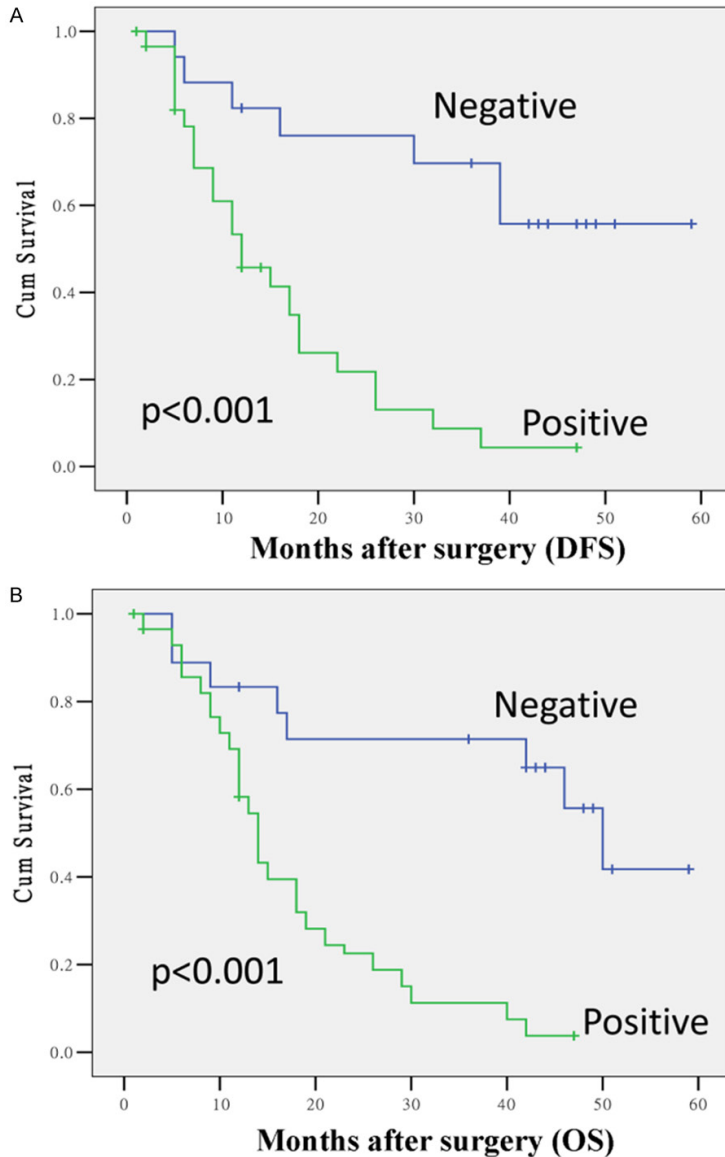 A
1.0
0.8
0.6
0.4
0.2
0.0
Cum Survival
Negative
Positive
p<0.001
0 10 20 30 40 50 60
Months after surgery (DFS)
B
1.0
0.8
0.6
0.4
0.2
0.0
Cum Survival
Negative
Positive
p<0.001
0 10 20 30 40 50 60
Months after surgery (OS)